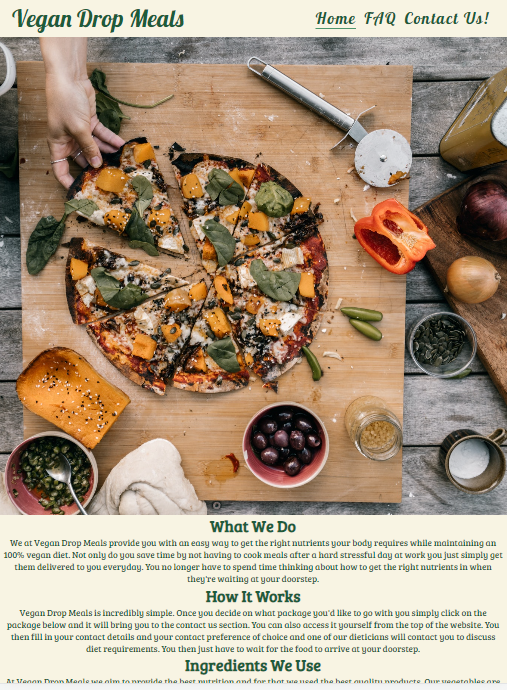 Vegan Drop Meals
Home FAQ Contact Us!
What We Do
We at Vegan Drop Meals provide you with an easy way to get the right nutrients your body requires while maintaining an
100% vegan diet. Not only do you save time by not having to cook meals after a hard stressful day at work you just simply get
them delivered to you everyday. You no longer have to spend time thinking about how to get the right nutrients in when
they're waiting at your doorstep.
How It Works
Vegan Drop Meals is incredibly simple. Once you decide on what package you'd like to go with you simply click on the
package below and it will bring you to the contact us section. You can also access it yourself from the top of the website. You
then fill in your contact details and your contact preference of choice and one of our dieticians will contact you to discuss
diet requirements. You then just have to wait for the food to arrive at your doorstep.
Ingredients We Use
At Vegan Drop Meals we aim to provide the best nutrition and for that we used the best quality products. Our vegetables are